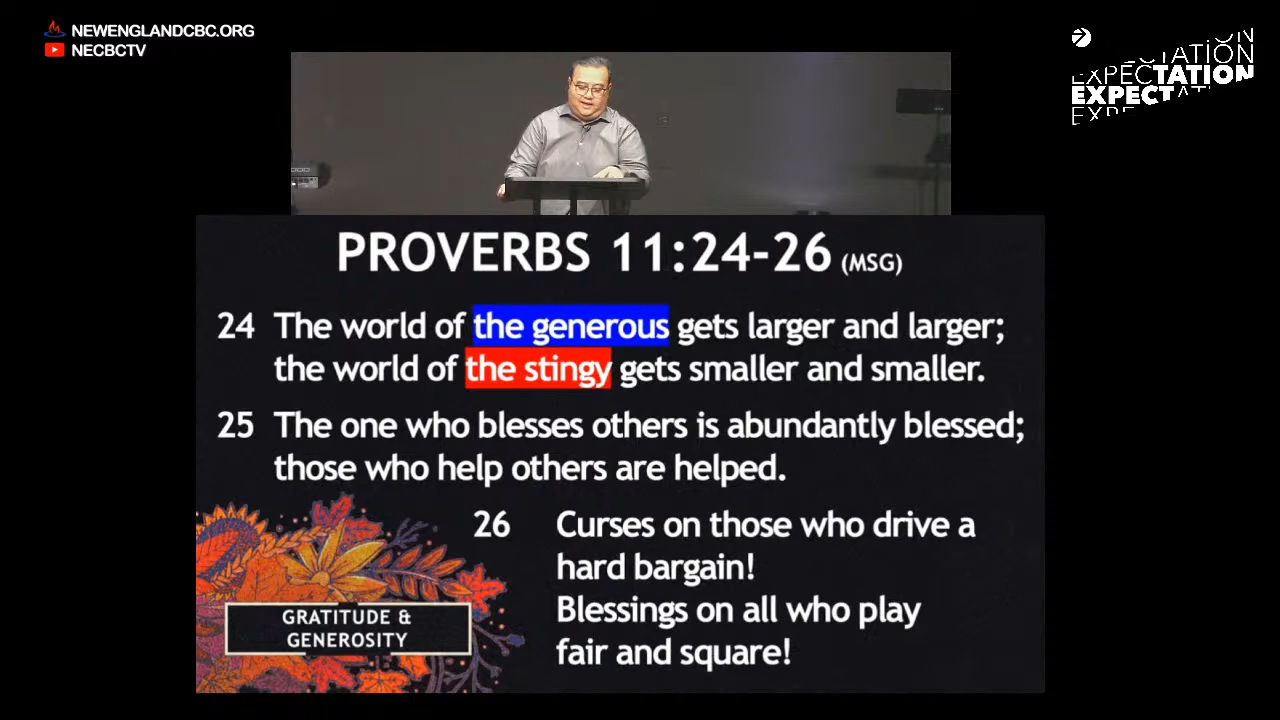 NEWENGLANDCBC.ORG
NECBCTV
EXPECTATION
PROVERBS 11:24-26 (MSG)
24 The world of the generous gets larger and larger;
the world of the stingy gets smaller and smaller.
25 The one who blesses others is abundantly blessed;
those who help others are helped.
26 Curses on those who drive a
hard bargain!
Blessings on all who play
fair and square!
GRATITUDE &
GENEROSITY